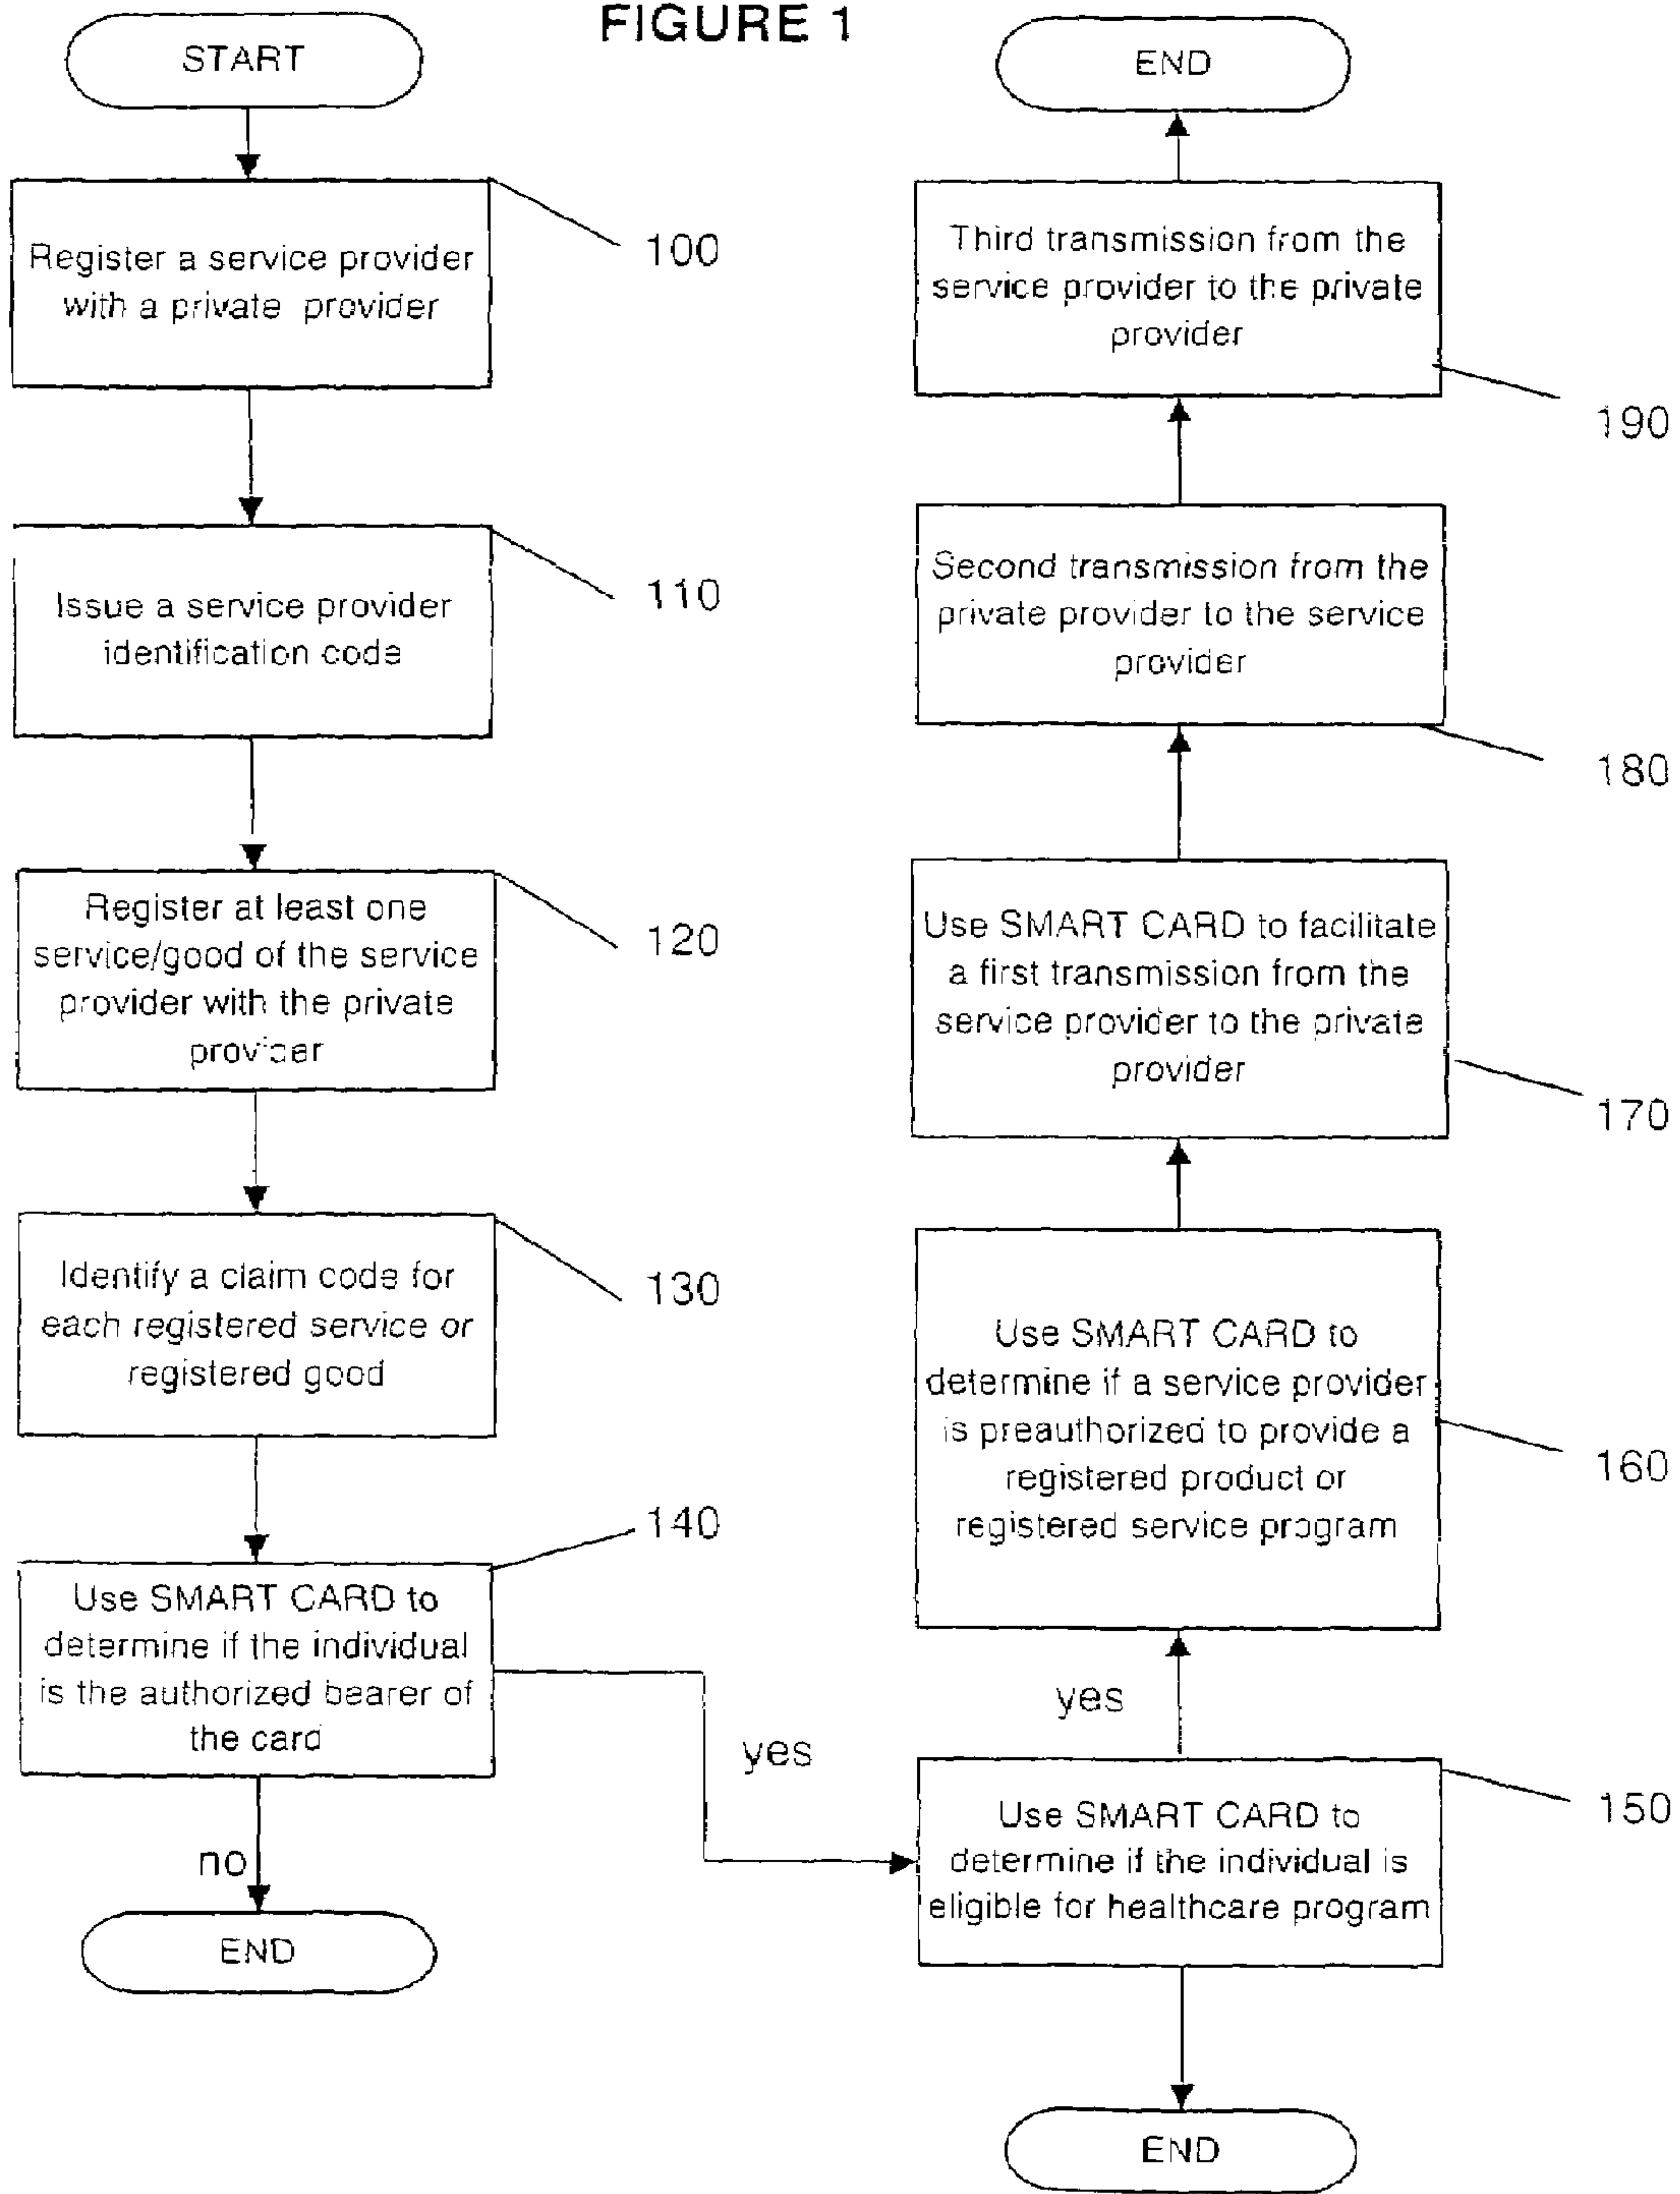 FIGURE 1
START
Register a service provider
with a private provider
100
Issue a service provider
identification code
110
Register at least one
service/good of the service
provider with the private
provider
120
Identify a claim code for
each registered service or
registered good
130
Use SMART CARD to
determine if the individual
is the authorized bearer of
the card
140
no
END
yes
Use SMART CARD to
determine if the individual is
eligible for healthcare program
150
END
yes
Use SMART CARD to
determine if a service provider
is preauthorized to provide a
registered product or
registered service program
160
Use SMART CARD to facilitate
a first transmission from the
service provider to the private
provider
170
Second transmission from the
private provider to the service
provider
180
Third transmission from the
service provider to the private
provider
190
END